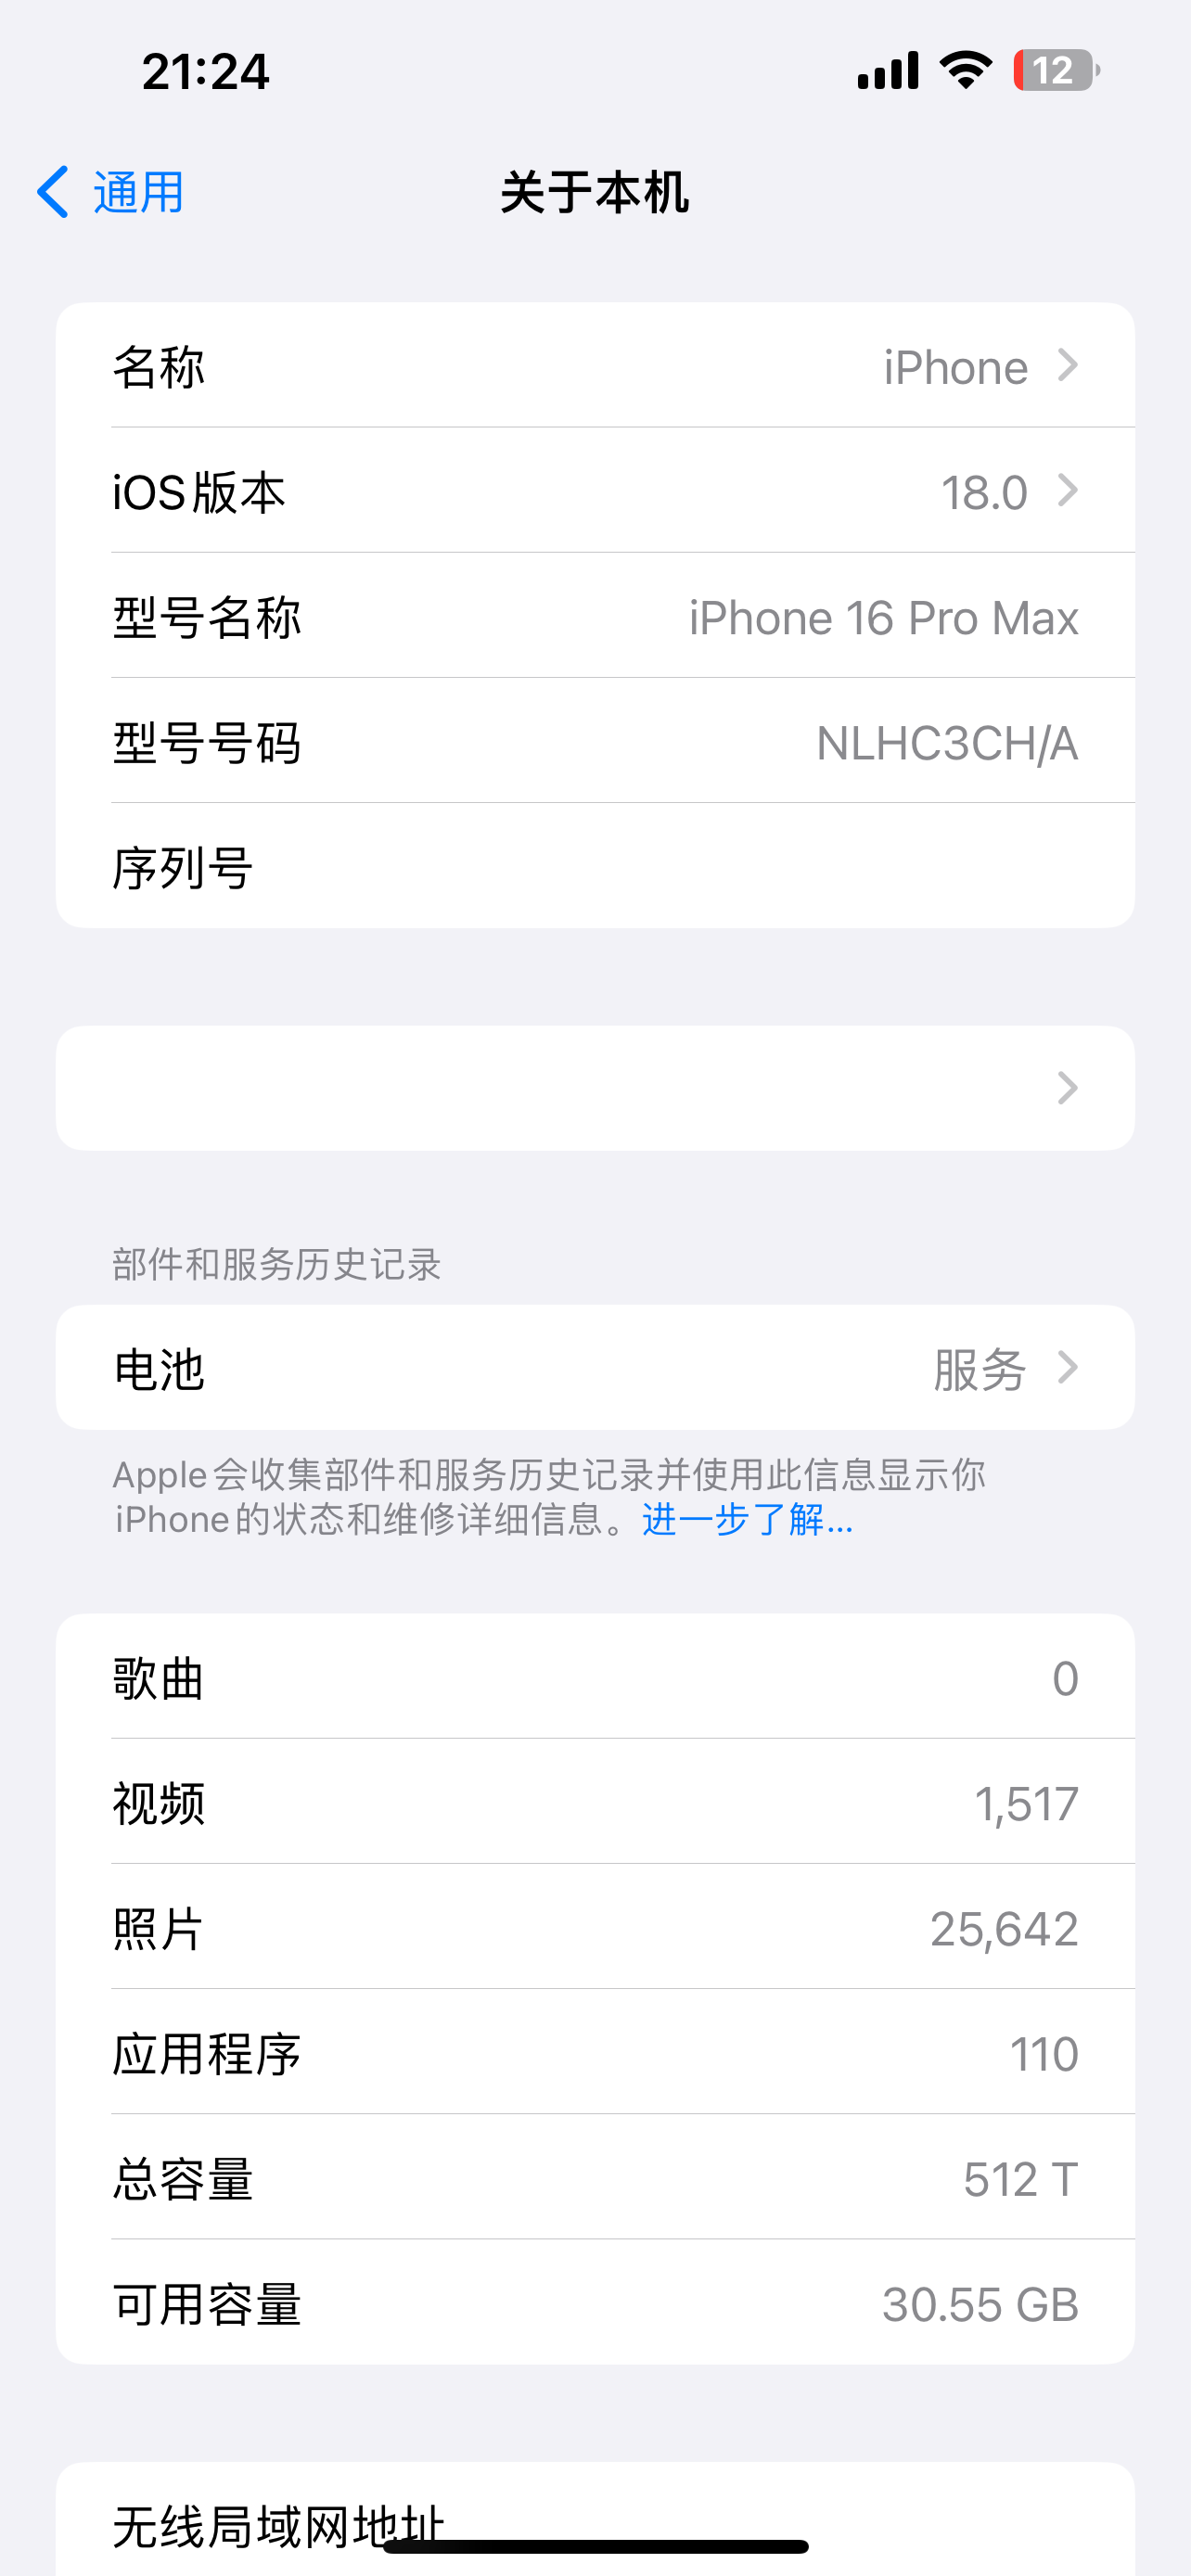 21:24
12
通用
关于本机
名称 iPhone
iOS版本 18.0
型号名称 iPhone 16 Pro Max
型号号码 NLHC3CH/A
序列号
部件和服务历史记录
电池 服务
Apple会收集部件和服务历史记录并使用此信息显示你
iPhone的状态和维修详细信息。进一步了解...
歌曲 0
视频 1,517
照片 25,642
应用程序 110
总容量 512 T
可用容量 30.55 GB
无线局域网地址